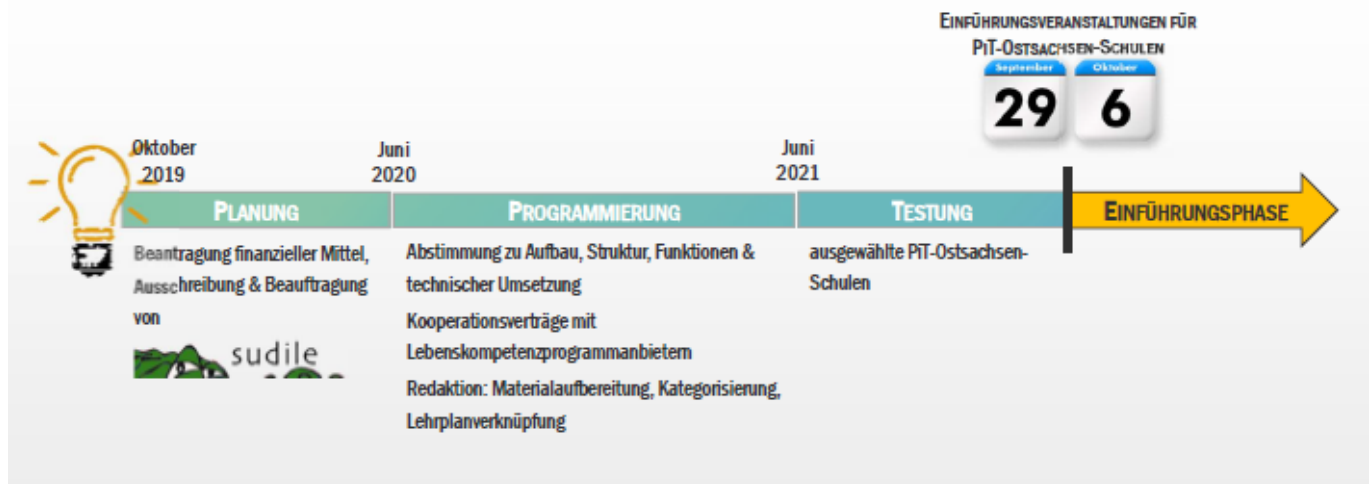 EINFÜHRUNGSVERANSTALTUNGEN FÜR
PIT-OSTSACHSEN-SCHULEN
September
29
Oktober
6
Oktober
2019
Juni
2020
Juni
2021
PLANUNG
PROGRAMMIERUNG
TESTUNG
EINFÜHRUNGSPHASE
Beantragung finanzieller Mittel,
Ausschreibung & Beauftragung
von
sudile
Abstimmung zu Aufbau, Struktur, Funktionen &
technischer Umsetzung
Kooperationsverträge mit
Lebenskompetenzprogrammanbietern
Redaktion: Materialaufbereitung, Kategorisierung,
Lehrplanverknüpfung
ausgewählte PiT-Ostsachsen-
Schulen